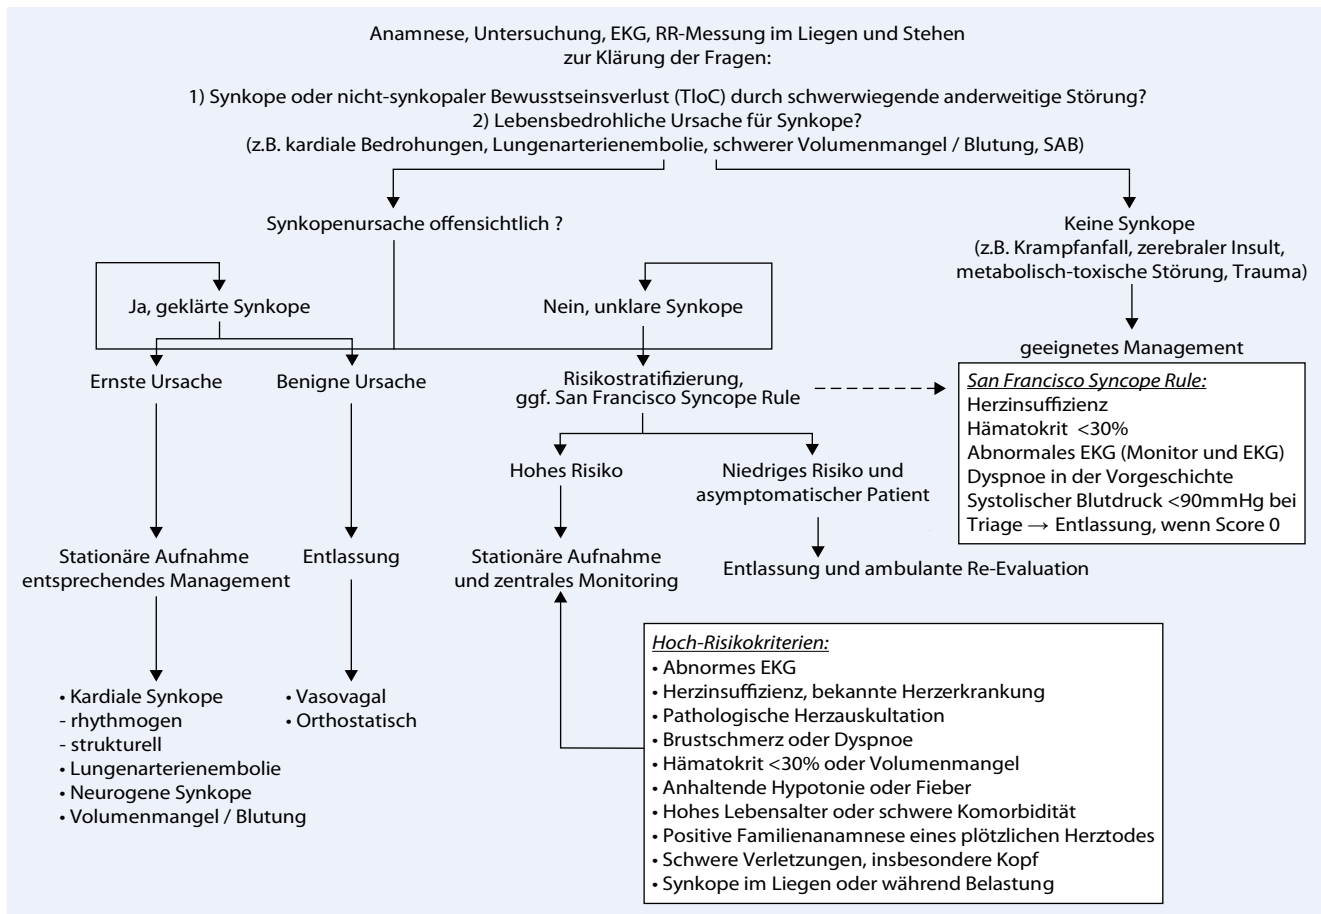 Anamnese, Untersuchung, EKG, RR-Messung im Liegen und Stehen
zur Klärung der Fragen:
1) Synkope oder nicht-synkopaler Bewusstseinsverlust (TloC) durch schwerwiegende anderweitige Störung?
2) Lebensbedrohliche Ursache für Synkope?
(z.B. kardiale Bedrohungen, Lungenarterienembolie, schwerer Volumenmangel / Blutung, SAB)
Synkopenursache offensichtlich ?
Keine Synkope
(z.B. Krampfanfall, zerebraler Insult,
metabolisch-toxische Störung, Trauma)
Ja, geklärte Synkope
Nein, unklare Synkope
geeignetes Management
Ernste Ursache
Benigne Ursache
Risikostratifizierung,
ggf. San Francisco Syncope Rule
San Francisco Syncope Rule:
Herzinsuffizienz
Hämatokrit <30%
Abnormales EKG (Monitor und EKG)
Dyspnoe in der Vorgeschichte
Systolischer Blutdruck <90mmHg bei
Triage → Entlassung, wenn Score 0
Hohes Risiko
Niedriges Risiko und
asymptomatischer Patient
Stationäre Aufnahme
entsprechendes Management
Entlassung
Stationäre Aufnahme
und zentrales Monitoring
Entlassung und ambulante Re-Evaluation
• Kardiale Synkope
- rhythmogen
- strukturell
• Lungenarterienembolie
• Neurogene Synkope
• Volumenmangel / Blutung
• Vasovagal
• Orthostatisch
Hoch-Risikokriterien:
• Abnormes EKG
• Herzinsuffizienz, bekannte Herzerkrankung
• Pathologische Herzauskultation
• Brustschmerz oder Dyspnoe
• Hämatokrit <30% oder Volumenmangel
• Anhaltende Hypotonie oder Fieber
• Hohes Lebensalter oder schwere Komorbidität
• Positive Familienanamnese eines plötzlichen Herztodes
• Schwere Verletzungen, insbesondere Kopf
• Synkope im Liegen oder während Belastung